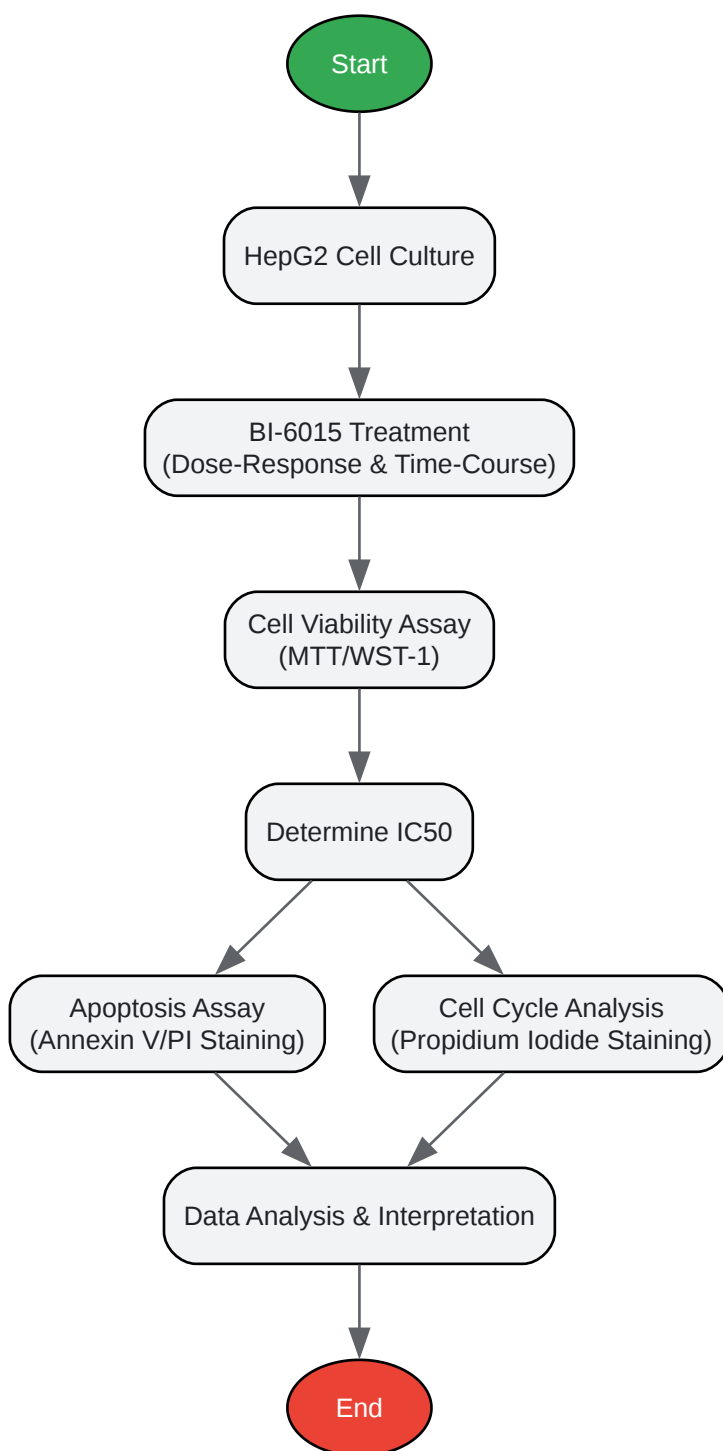 Start
HepG2 Cell Culture
BI-6015 Treatment
(Dose-Response & Time-Course)
Cell Viability Assay
(MTT/WST-1)
Determine IC50
Apoptosis Assay
(Annexin V/PI Staining)
Cell Cycle Analysis
(Propidium Iodide Staining)
Data Analysis & Interpretation
End